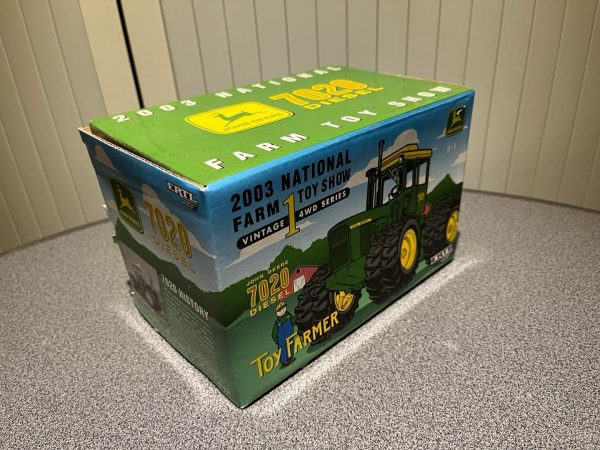 2003 NATIONAL
JOHN DEERE
7020
DIESEL
FARM TOY SHOW
ERTL
7020
DIESEL
7020 HISTORY
2003 NATIONAL
FARM TOY SHOW
VINTAGE 1 4WD SERIES
JOHN DEERE
7020
DIESEL
TOY FARMER